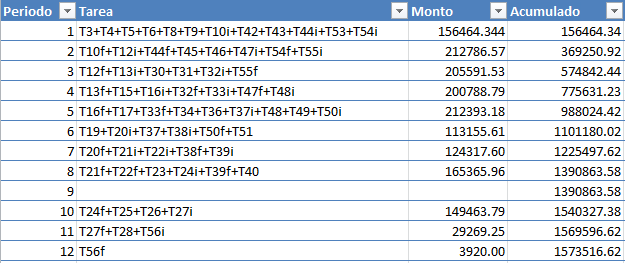 Periodo Tarea Monto Acumulado
1 T3+T4+T5+T6+T8+T9+T10i+T42+T43+T44i+T53+T54i 156464.344 156464.34
2 T10f+T12i+T44f+T45+T46+T47i+T54f+T55i 212786.57 369250.92
3 T12f+T13i+T30+T31+T32i+T55f 205591.53 574842.44
4 T13f+T15+T16i+T32f+T33i+T47f+T48i 200788.79 775631.23
5 T16f+T17+T33f+T34+T36+T37i+T48+T49+T50i 212393.18 988024.42
6 T19+T20i+T37+T38i+T50f+T51 113155.61 1101180.02
7 T20f+T21i+T22i+T38f+T39i 124317.60 1225497.62
8 T21f+T22f+T23+T24i+T39f+T40 165365.96 1390863.58
9 1390863.58
10 T24f+T25+T26+T27i 149463.79 1540327.38
11 T27f+T28+T56i 29269.25 1569596.62
12 T56f 3920.00 1573516.62